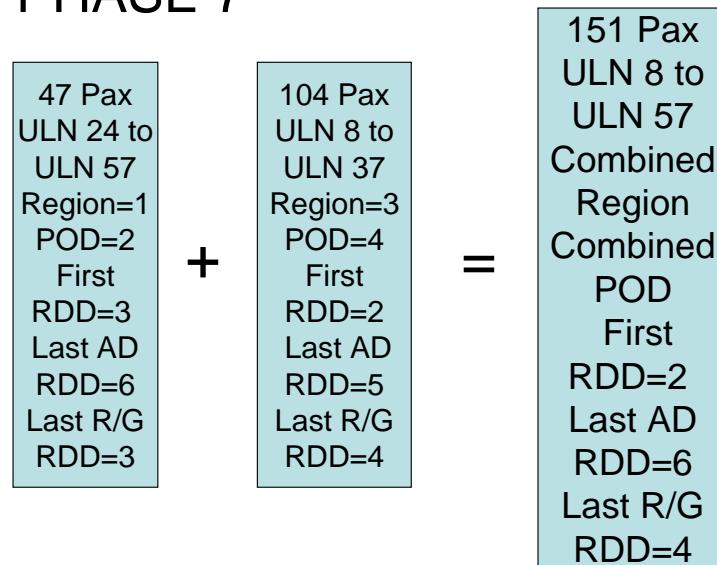 PHASE 7
47 Pax
ULN 24 to
ULN 57
Region=1
POD=2
First
RDD=3
Last AD
RDD=6
Last R/G
RDD=3
+
104 Pax
ULN 8 to
ULN 37
Region=3
POD=4
First
RDD=2
Last AD
RDD=5
Last R/G
RDD=4
=
151 Pax
ULN 8 to
ULN 57
Combined
Region
Combined
POD
First
RDD=2
Last AD
RDD=6
Last R/G
RDD=4